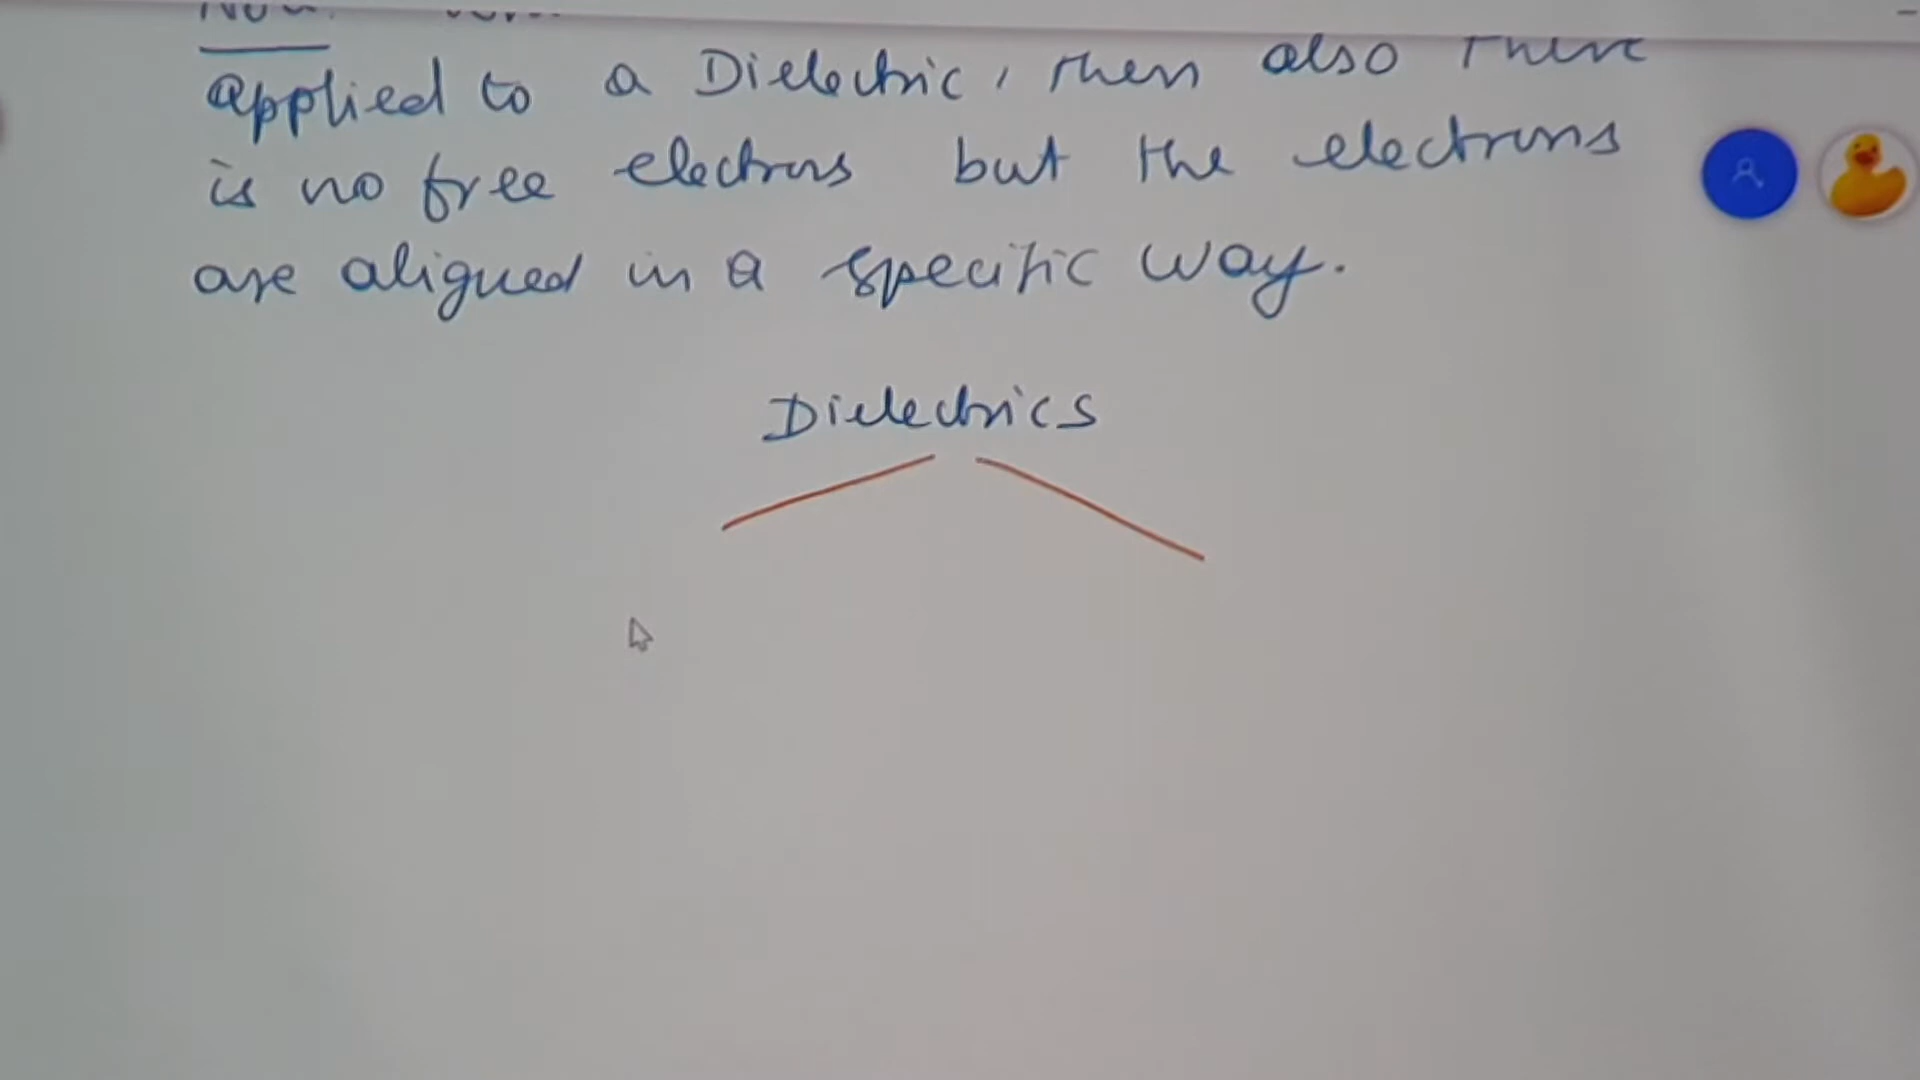 applied to a Dielectric, then also there
is no free electrons but the electrons
are aligned in a specific way.
Dielectrics